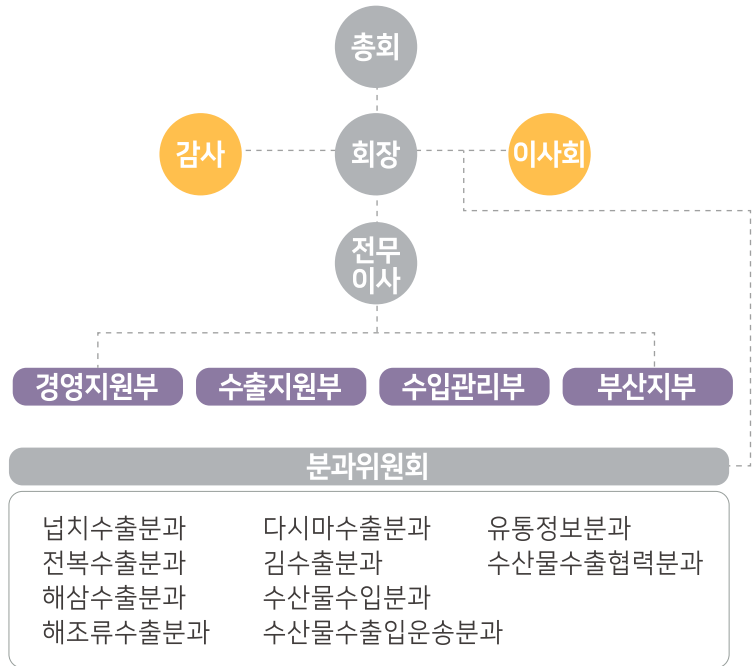 총회
감사
회장
이사회
전무
이사
경영지원부
수출지원부
수입관리부
부산지부
분과위원회
넙치수출분과
전복수출분과
해삼수출분과
해조류수출분과
다시마수출분과
김수출분과
수산물수입분과
수산물수출입운송분과
유통정보분과
수산물수출협력분과